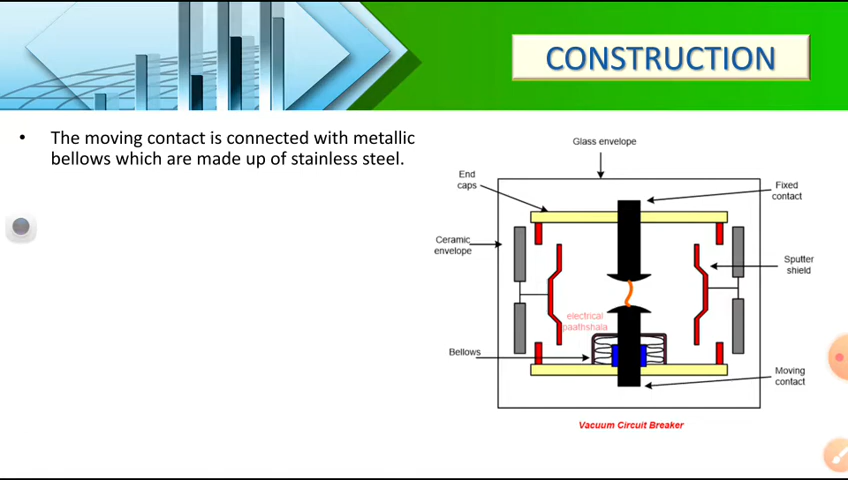 CONSTRUCTION
• The moving contact is connected with metallic
bellows which are made up of stainless steel.
Glass envelope
End
caps
Fixed
contact
Ceramic
envelope
Sputter
shield
electrical
paathshala
Bellows
Moving
contact
Vacuum Circuit Breaker